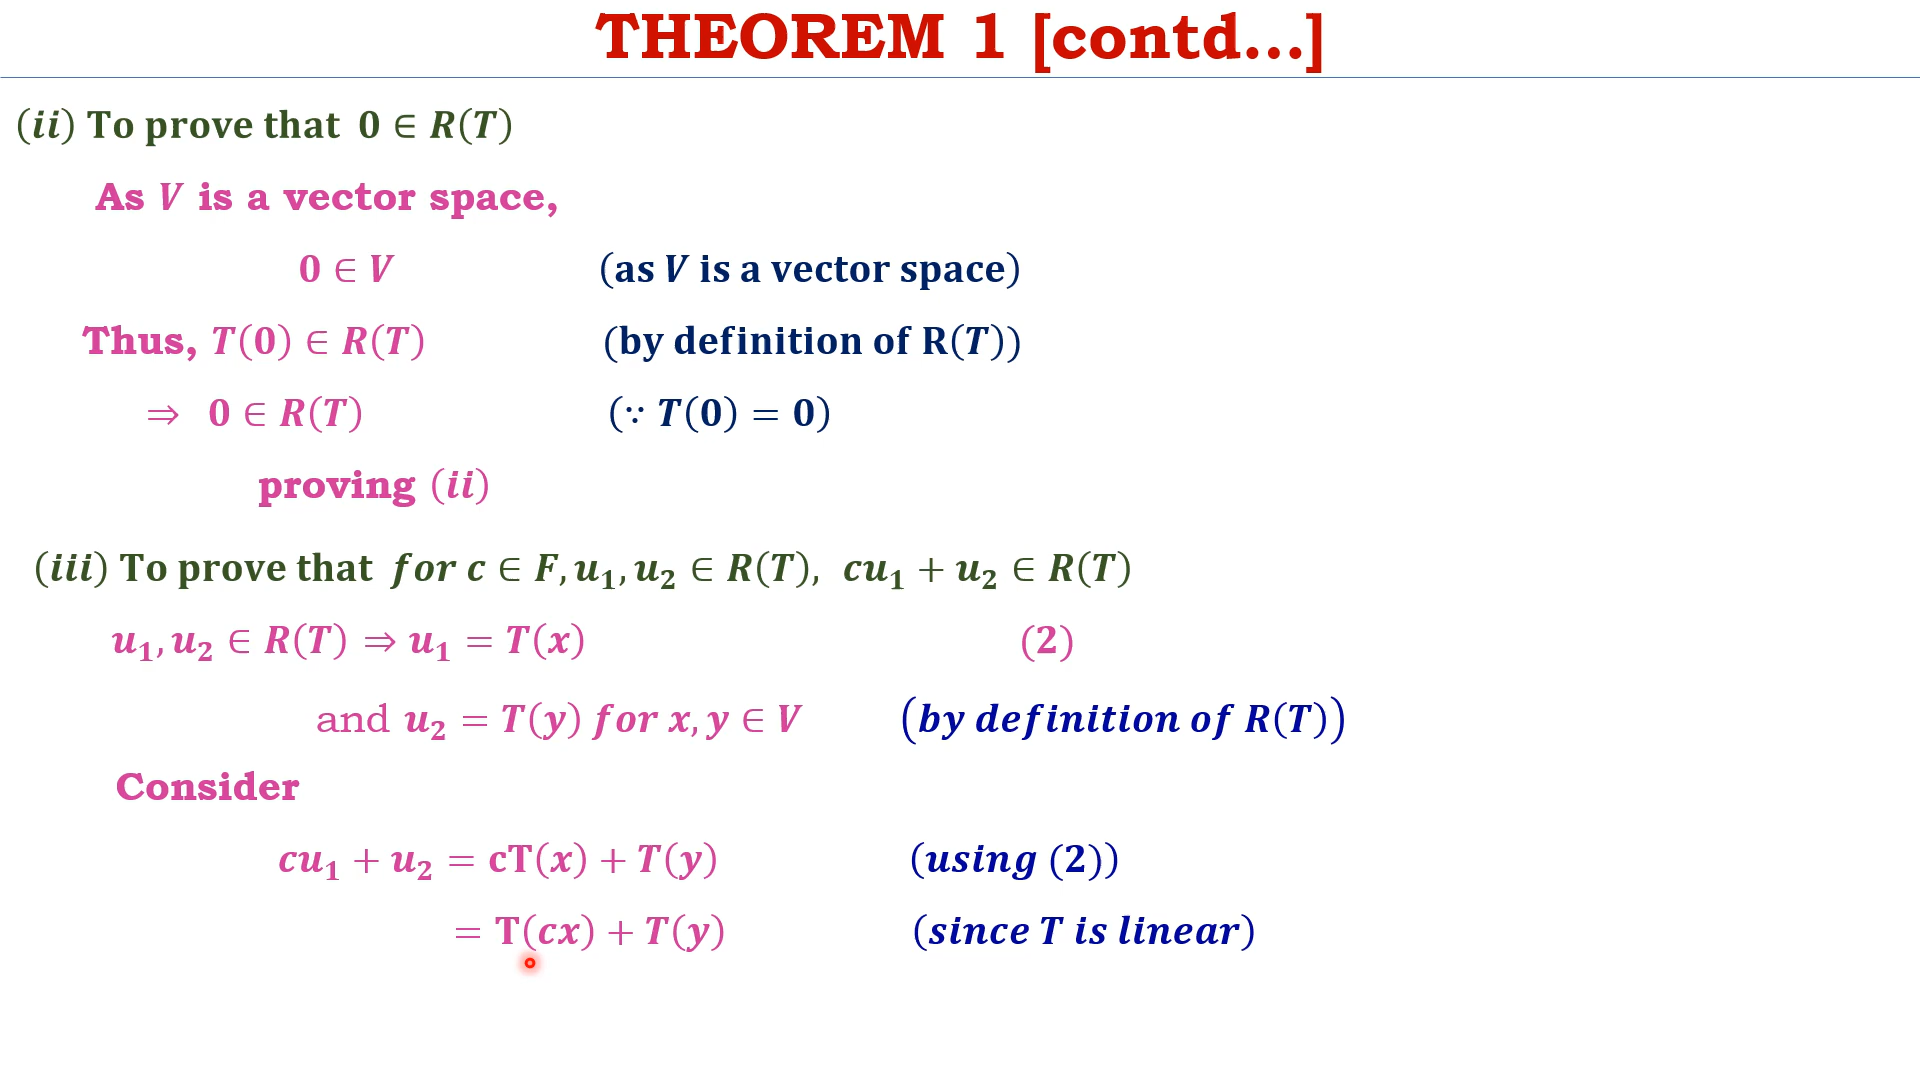 THEOREM 1 [contd...]
(ii) To prove that 0 ∈ R(T)
As V is a vector space,
0 ∈ V (as V is a vector space)
Thus, T(0) ∈ R(T) (by definition of R(T))
⇒ 0 ∈ R(T) (∵ T(0) = 0)
proving (ii)
(iii) To prove that for c ∈ F, u₁, u₂ ∈ R(T), cu₁ + u₂ ∈ R(T)
u₁, u₂ ∈ R(T) ⇒ u₁ = T(x) (2)
and u₂ = T(y) for x, y ∈ V (by definition of R(T))
Consider
cu₁ + u₂ = cT(x) + T(y) (using (2))
= T(cx) + T(y) (since T is linear)